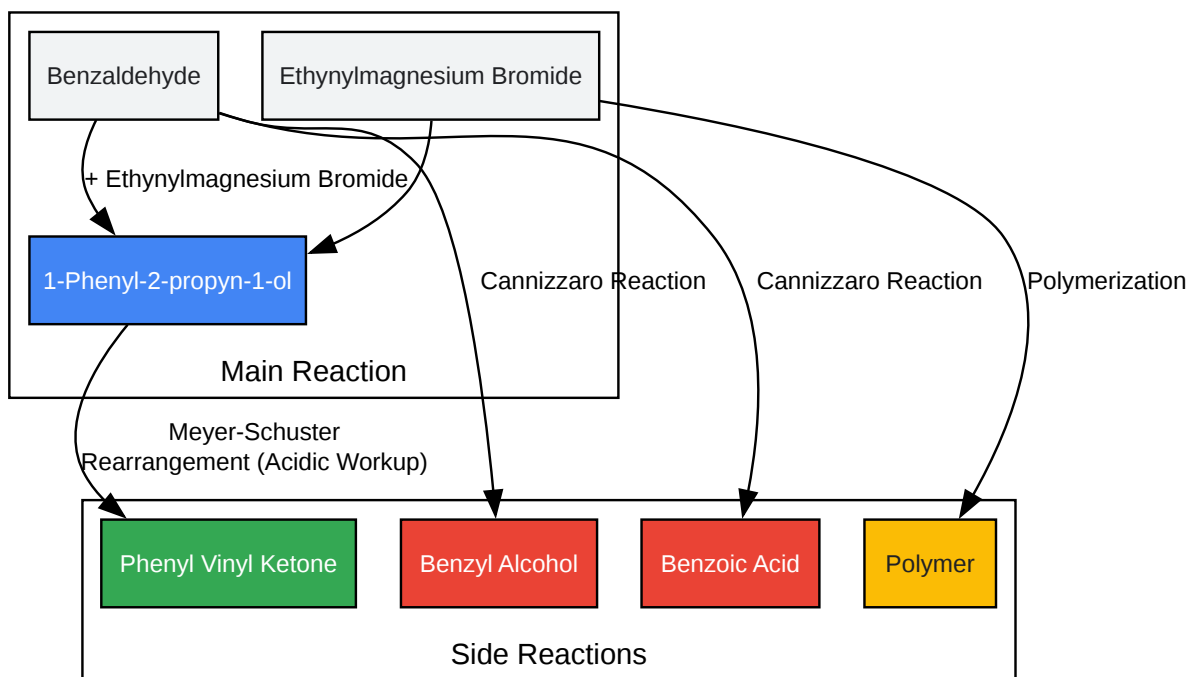 Benzaldehyde
Ethynylmagnesium Bromide
+ Ethynylmagnesium Bromide
1-Phenyl-2-propyn-1-ol
Cannizzaro Reaction
Cannizzaro Reaction
Polymerization
Main Reaction
Meyer-Schuster
Rearrangement (Acidic Workup)
Phenyl Vinyl Ketone
Benzyl Alcohol
Benzoic Acid
Polymer
Side Reactions